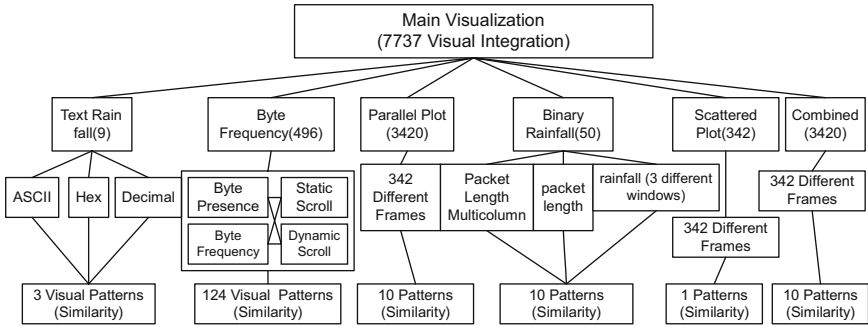 Main Visualization
(7737 Visual Integration)
Text Rain
fall(9)
Byte
Frequency(496)
Parallel Plot
(3420)
Binary
Rainfall(50)
Scattered
Plot(342)
Combined
(3420)
ASCII
Hex
Decimal
Byte
Presence
Static
Scroll
Byte
Frequency
Dynamic
Scroll
342
Different
Frames
Packet
Length
Multicolumn
packet
length
rainfall (3 different
windows)
342 Different
Frames
342 Different
Frames
3 Visual Patterns
(Similarity)
124 Visual Patterns
(Similarity)
10 Patterns
(Similarity)
10 Patterns
(Similarity)
1 Patterns
(Similarity)
10 Patterns
(Similarity)